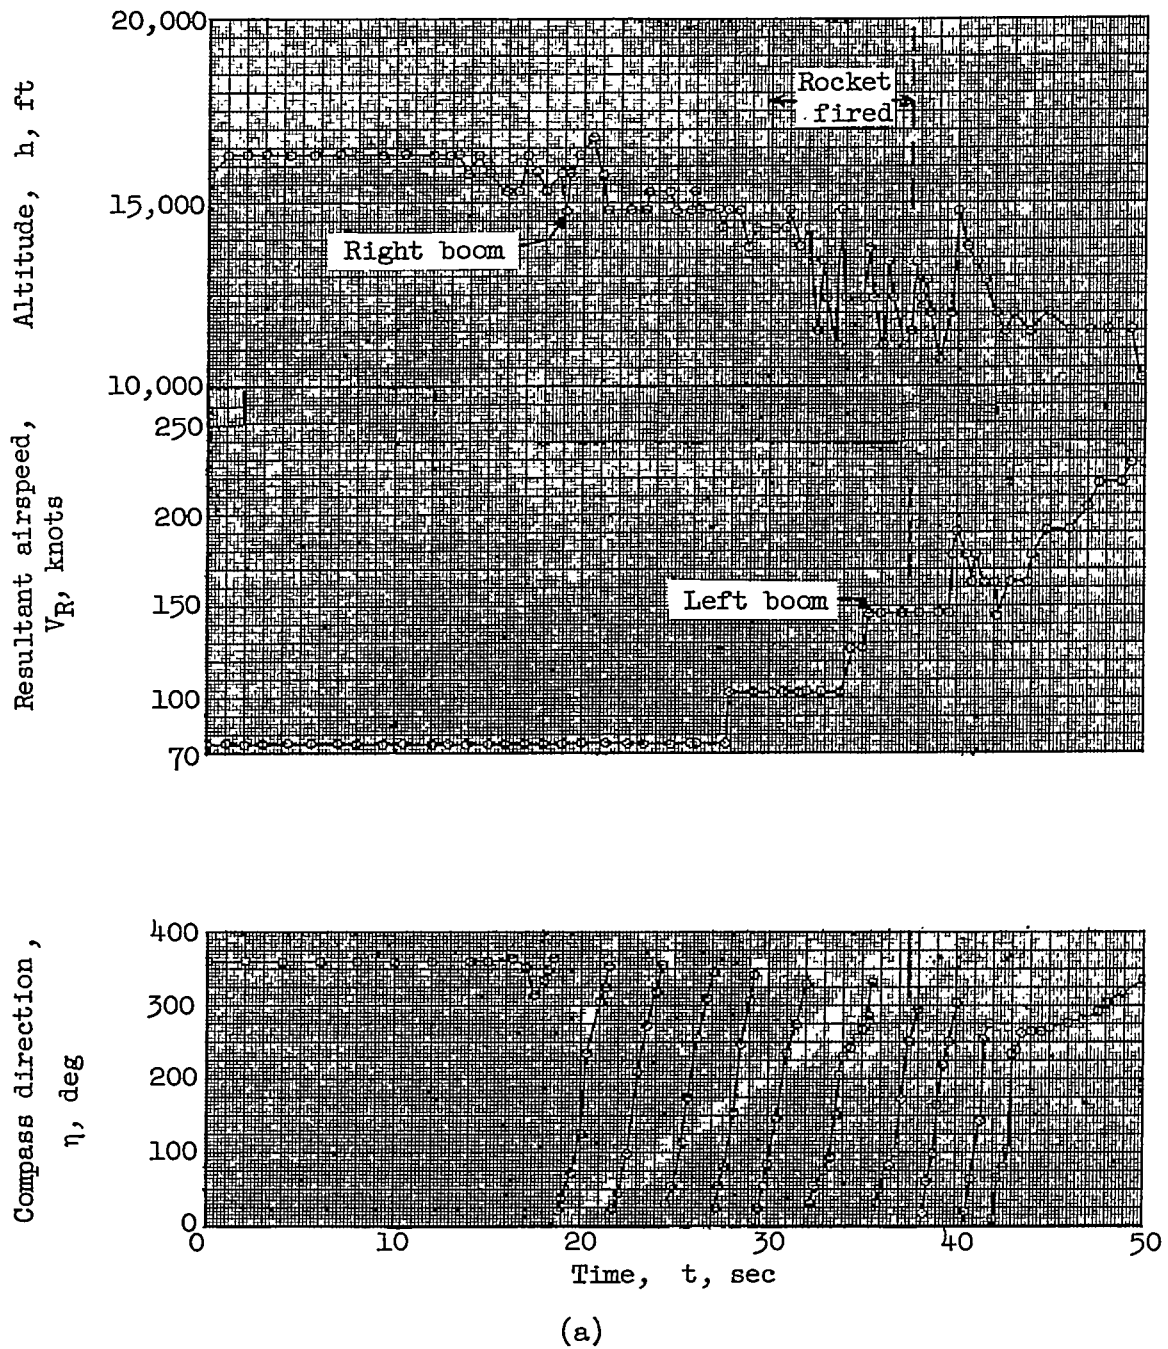 20,000
Altitude, h, ft
Rocket
fired
15,000
Right boom
10,000
Resultant airspeed,
V_R, knots
250
200
Left boom
150
100
70
Compass direction,
η, deg
400
300
200
100
0
0 10 20 30 40 50
Time, t, sec
(a)